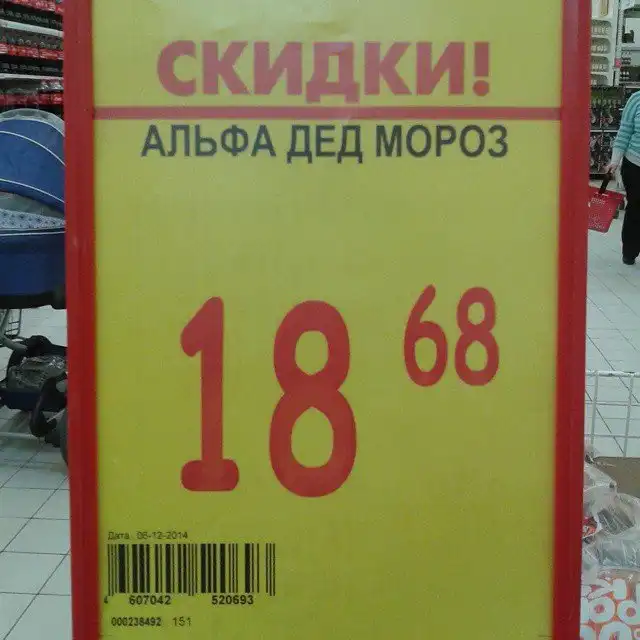 СКИДКИ!
АЛЬФА ДЕД МОРОЗ
18 68
Дата 06-12-2014
4 607042 520693
000238492 151